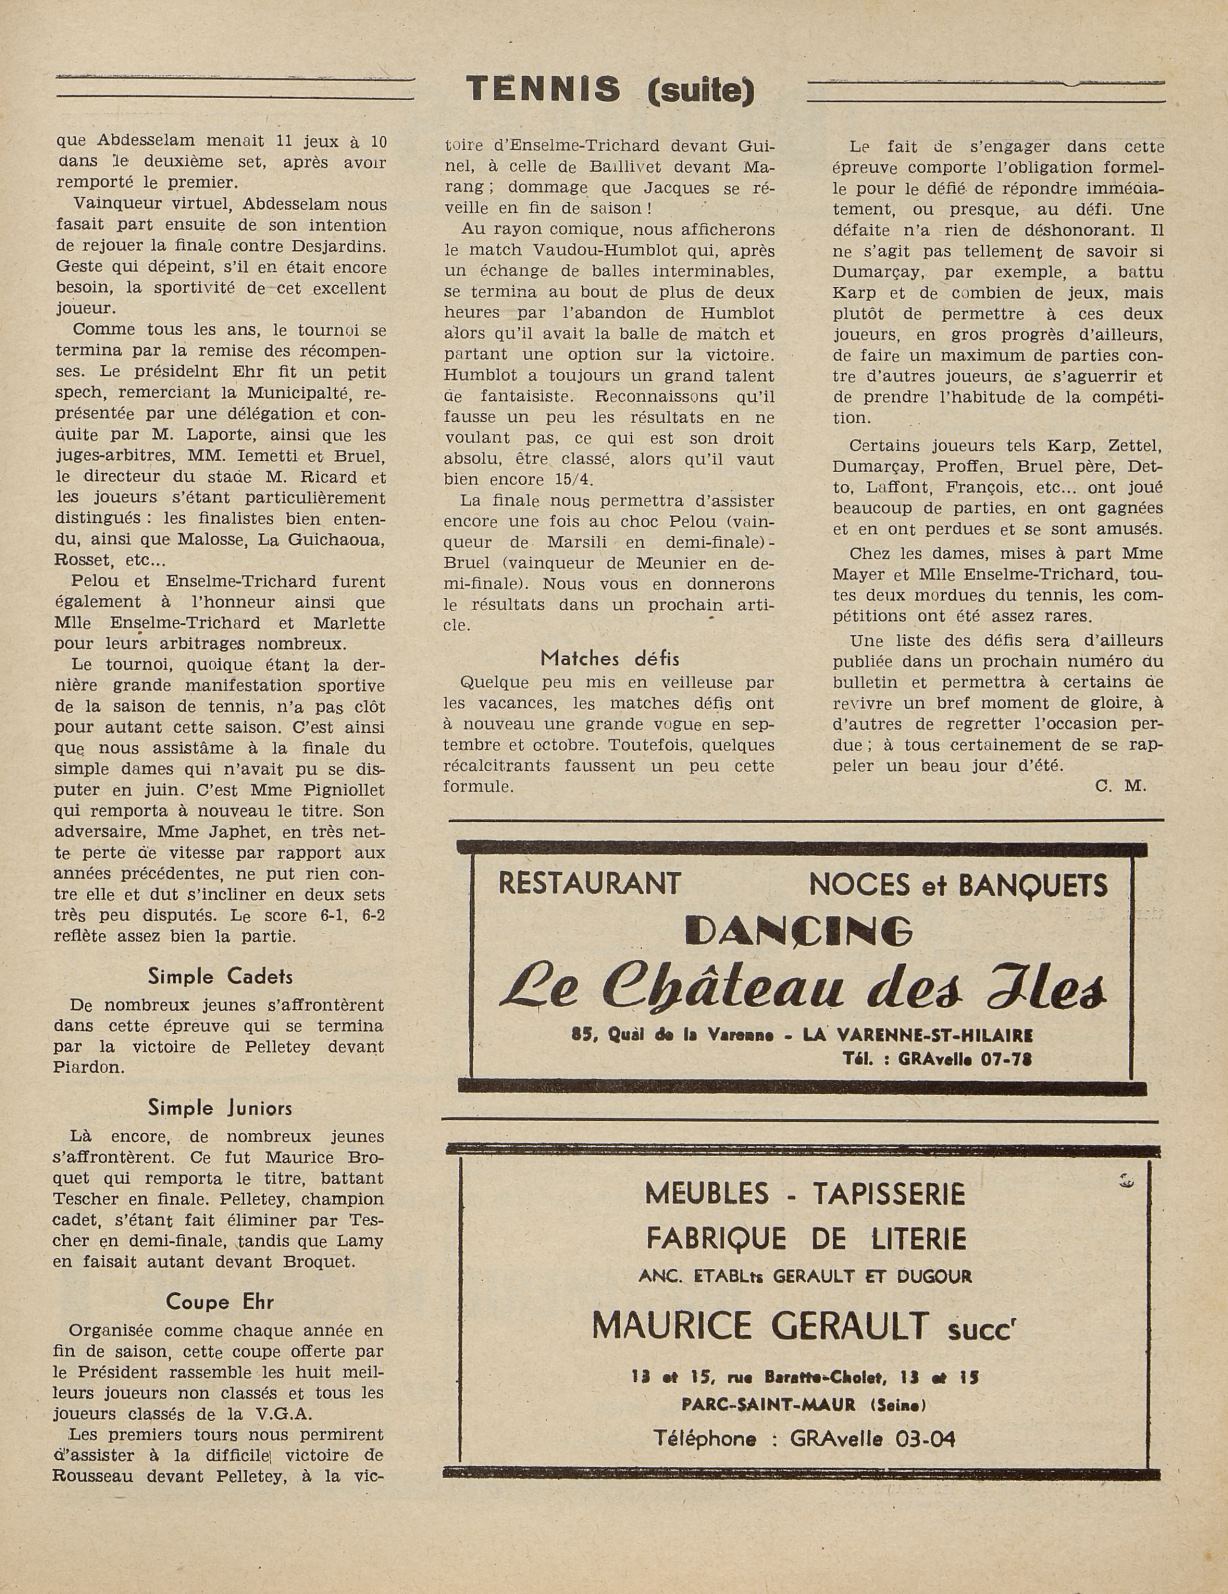 TENNIS (suite)
que Abdesselam menait 11 jeux à 10
dans le deuxième set, après avoir
remporté le premier.
Vainqueur virtuel, Abdesselam nous
fasait part ensuite de son intention
de rejouer la finale contre Desjardins.
Geste qui dépeint, s'il en était encore
besoin, la sportivité de cet excellent
joueur.
Comme tous les ans, le tournoi se
termina par la remise des récompen-
ses. Le présidelnt Ehr fit un petit
spech, remerciant la Municipalté, re-
présentée par une délégation et con-
duite par M. Laporte, ainsi que les
juges-arbitres, MM. Iemetti et Bruel,
le directeur du stade M. Ricard et
les joueurs s'étant particulièrement
distingués : les finalistes bien enten-
du, ainsi que Malosse, La Guichaoua,
Rosset, etc...
Pelou et Enselme-Trichard furent
également à l'honneur ainsi que
Mlle Enselme-Trichard et Marlette
pour leurs arbitrages nombreux.
Le tournoi, quoique étant la der-
nière grande manifestation sportive
de la saison de tennis, n'a pas clôt
pour autant cette saison. C'est ainsi
que nous assistâme à la finale du
simple dames qui n'avait pu se dis-
puter en juin. C'est Mme Pigniollet
qui remporta à nouveau le titre. Son
adversaire, Mme Japhet, en très net-
te perte de vitesse par rapport aux
années précédentes, ne put rien con-
tre elle et dut s'incliner en deux sets
très peu disputés. Le score 6-1, 6-2
reflète assez bien la partie.
Simple Cadets
De nombreux jeunes s'affrontèrent
dans cette épreuve qui se termina
par la victoire de Pelletey devant
Piardon.
Simple Juniors
Là encore, de nombreux jeunes
s'affrontèrent. Ce fut Maurice Bro-
quet qui remporta le titre, battant
Tescher en finale. Pelletey, champion
cadet, s'étant fait éliminer par Tes-
cher en demi-finale, tandis que Lamy
en faisait autant devant Broquet.
Coupe Ehr
Organisée comme chaque année en
fin de saison, cette coupe offerte par
le Président rassemble les huit meil-
leurs joueurs non classés et tous les
joueurs classés de la V.G.A.
Les premiers tours nous permirent
d'assister à la difficile victoire de
Rousseau devant Pelletey, à la vic-
toire d'Enselme-Trichard devant Gui-
nel, à celle de Baillivet devant Ma-
rang ; dommage que Jacques se ré-
veille en fin de saison !
Au rayon comique, nous afficherons
le match Vaudou-Humblot qui, après
un échange de balles interminables,
se termina au bout de plus de deux
heures par l'abandon de Humblot
alors qu'il avait la balle de match et
partant une option sur la victoire.
Humblot a toujours un grand talent
de fantaisiste. Reconnaissons qu'il
fausse un peu les résultats en ne
voulant pas, ce qui est son droit
absolu, être classé, alors qu'il vaut
bien encore 15/4.
La finale nous permettra d'assister
encore une fois au choc Pelou (vain-
queur de Marsili en demi-finale) -
Bruel (vainqueur de Meunier en de-
mi-finale). Nous vous en donnerons
le résultats dans un prochain arti-
cle.
Matches défis
Quelque peu mis en veilleuse par
les vacances, les matches défis ont
à nouveau une grande vogue en sep-
tembre et octobre. Toutefois, quelques
récalcitrants faussent un peu cette
formule.
Le fait de s'engager dans cette
épreuve comporte l'obligation formel-
le pour le défié de répondre immédia-
tement, ou presque, au défi. Une
défaite n'a rien de déshonorant. Il
ne s'agit pas tellement de savoir si
Dumarçay, par exemple, a battu
Karp et de combien de jeux, mais
plutôt de permettre à ces deux
joueurs, en gros progrès d'ailleurs,
de faire un maximum de parties con-
tre d'autres joueurs, de s'aguerrir et
de prendre l'habitude de la compéti-
tion.
Certains joueurs tels Karp, Zettel,
Dumarçay, Proffen, Bruel père, Det-
to, Laffont, François, etc... ont joué
beaucoup de parties, en ont gagnées
et en ont perdues et se sont amusés.
Chez les dames, mises à part Mme
Mayer et Mlle Enselme-Trichard, tou-
tes deux mordues du tennis, les com-
pétitions ont été assez rares.
Une liste des défis sera d'ailleurs
publiée dans un prochain numéro du
bulletin et permettra à certains de
revivre un bref moment de gloire, à
d'autres de regretter l'occasion per-
due ; à tous certainement de se rap-
peler un beau jour d'été.
C. M.
RESTAURANT NOCES et BANQUETS
DANCING
Le Château des Iles
85, Quai de la Varenne - LA VARENNE-ST-HILAIRE
Tél. : GRAvelle 07-78
MEUBLES - TAPISSERIE
FABRIQUE DE LITERIE
ANC. ETABLts GERAULT ET DUGOUR
MAURICE GERAULT succr
13 et 15, rue Baratte-Cholet, 13 et 15
PARC-SAINT-MAUR (Seine)
Téléphone : GRAvelle 03-04